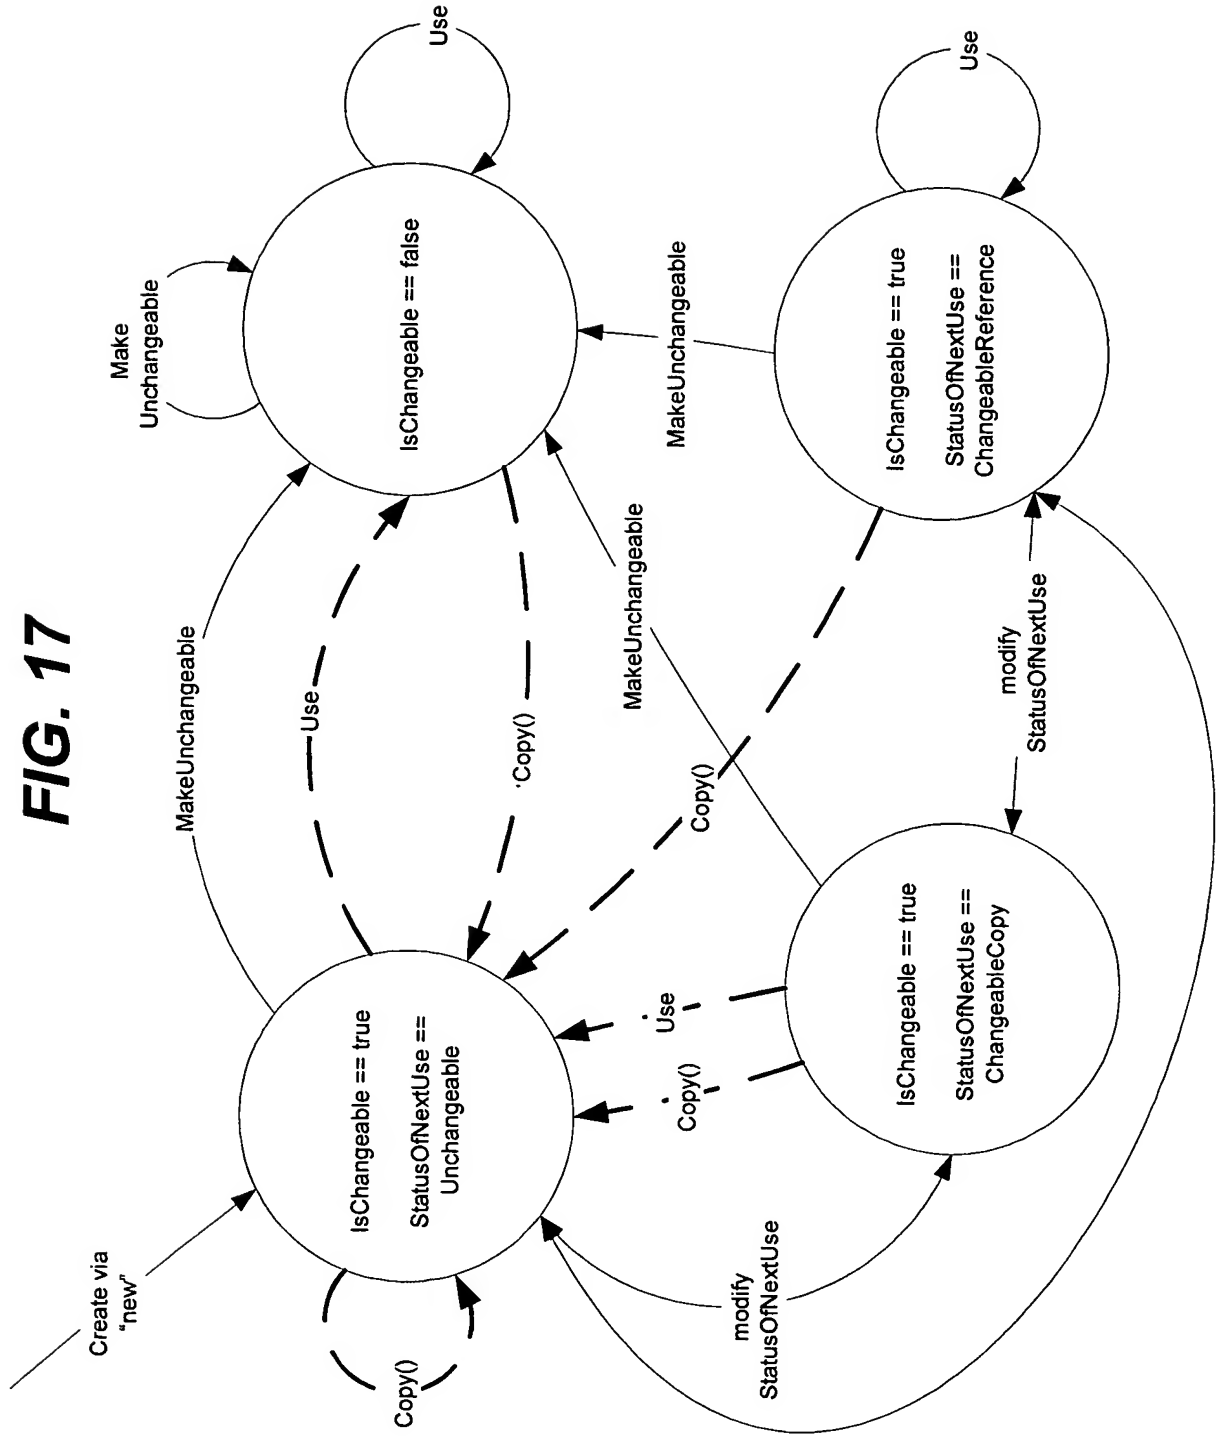 FIG. 17
Create via
"new"
Copy()
IsChangeable == true
StatusOfNextUse ==
Unchangeable
MakeUnchangeable
Use
Copy()
Make
Unchangeable
IsChangeable == false
Use
MakeUnchangeable
MakeUnchangeable
Copy()
Use
Copy()
modify
StatusOfNextUse
IsChangeable == true
StatusOfNextUse ==
ChangeableCopy
modify
StatusOfNextUse
IsChangeable == true
StatusOfNextUse ==
ChangeableReference
Use